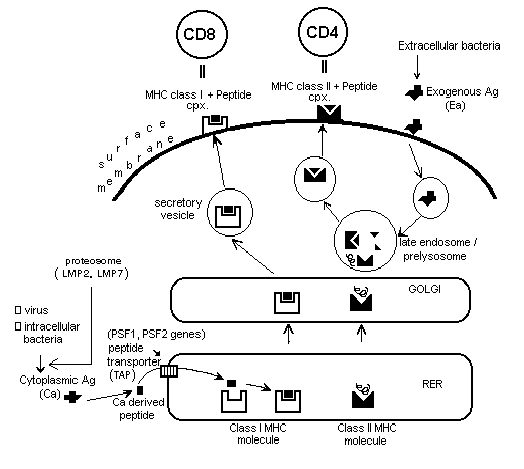 CD8
CD4
MHC class I + Peptide
cpx.
MHC class II + Peptide
cpx.
Extracellular bacteria
Exogenous Ag
(Ea)
surface
membrane
secretory
vesicle
late endosome /
prelysosome
proteosome
(LMP2, LMP7)
GOLGI
virus
intracellular
bacteria
(PSF1, PSF2 genes)
peptide
transporter
(TAP)
Cytoplasmic Ag
(Ca)
Ca derived
peptide
RER
Class I MHC
molecule
Class II MHC
molecule